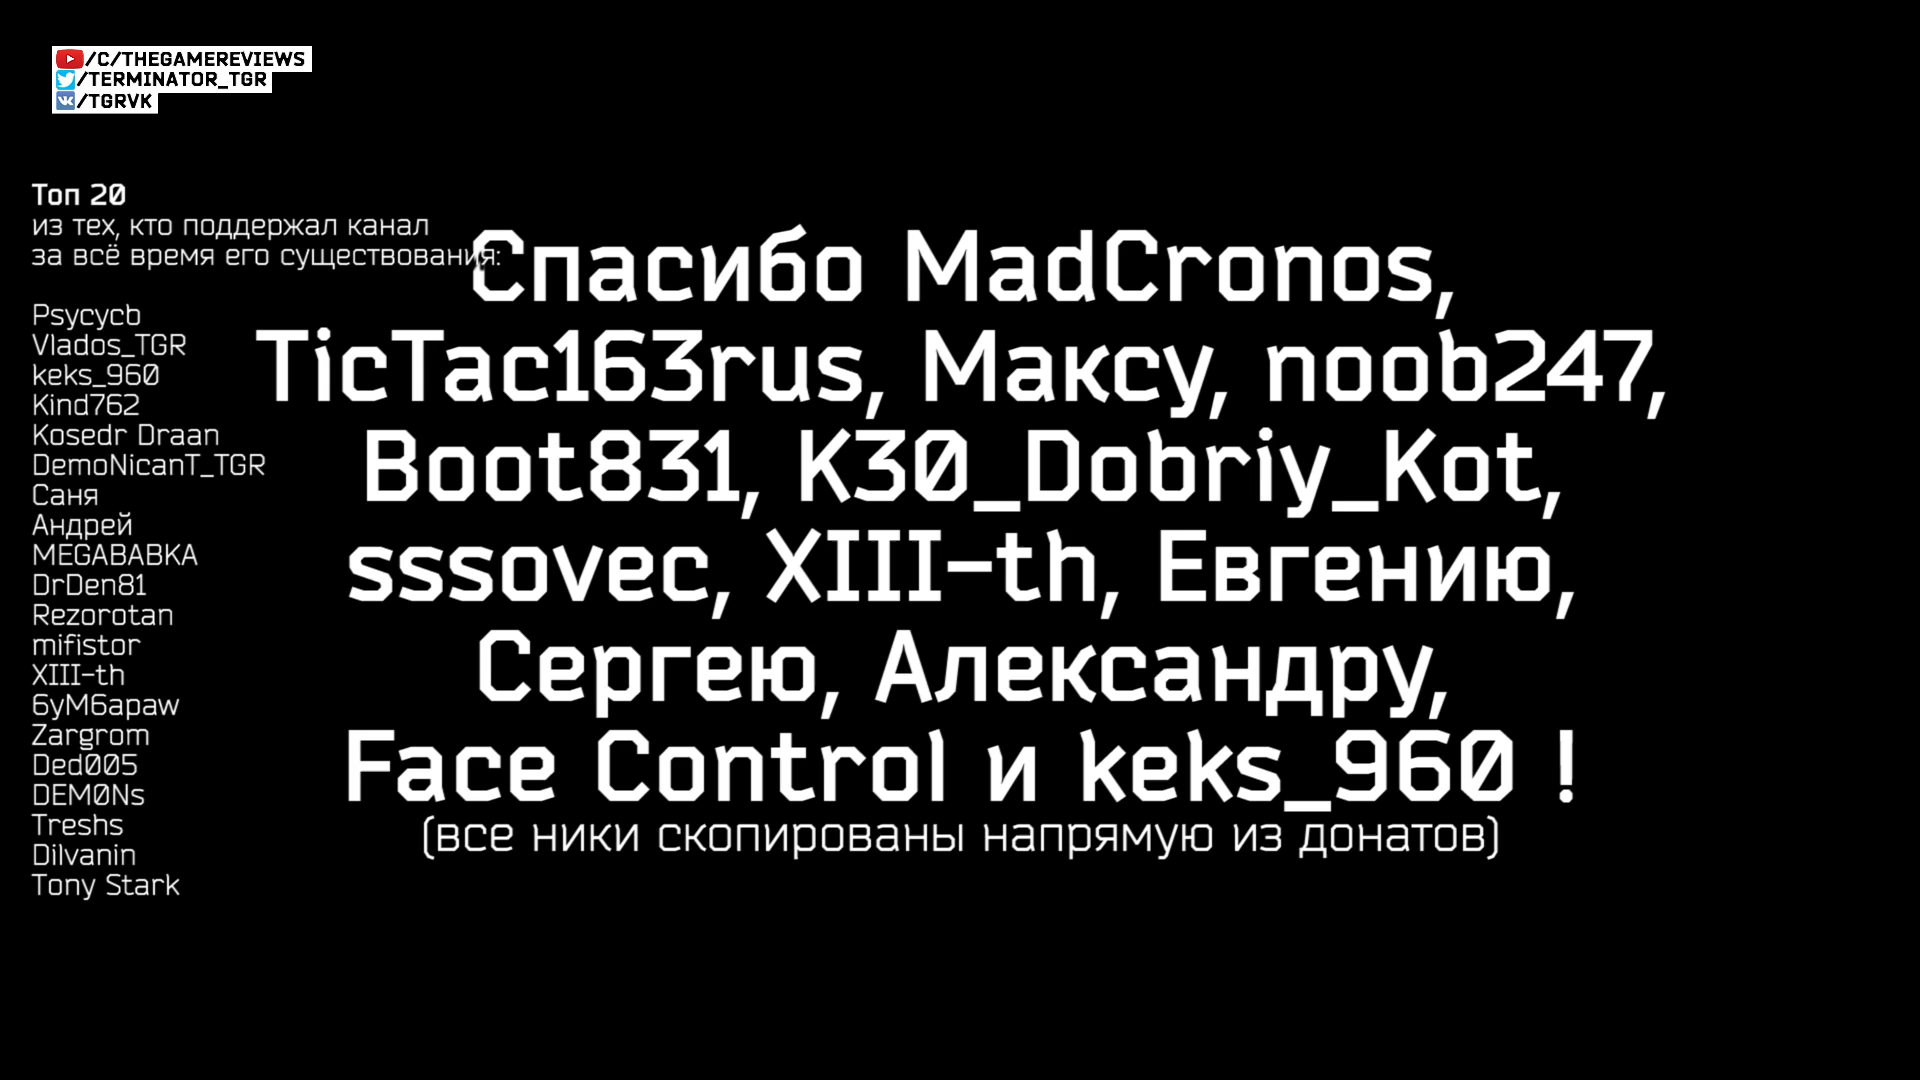 /C/THEGAMEREVIEWS
/TERMINATOR_TGR
/TGRVK
Топ 20
из тех, кто поддержал канал
за всё время его существования:
Psycycb
Vlados_TGR
keks_960
Kind762
Kosedr Draan
DemoNicanT_TGR
Саня
Андрей
MEGABABKA
DrDen81
Rezorotan
mifistor
XIII-th
6yM6apaw
Zargrom
Ded005
DEM0Ns
Treshs
Dilvanin
Tony Stark
Спасибо MadCronos,
TicTac163rus, Максу, noob247,
Boot831, K30_Dobriy_Kot,
sssovec, XIII-th, Евгению,
Сергею, Александру,
Face Control и keks_960 !
(все ники скопированы напрямую из донатов)